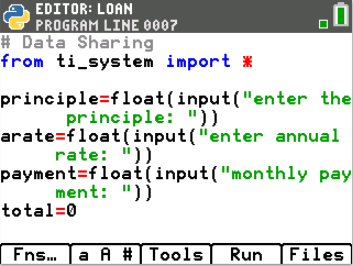 EDITOR: LOAN
PROGRAM LINE 0007
# Data Sharing
from ti_system import *
principle=float(input("enter the
principle: "))
arate=float(input("enter annual
rate: "))
payment=float(input("monthly pay
ment: "))
total=0
Fns… a A # Tools Run Files